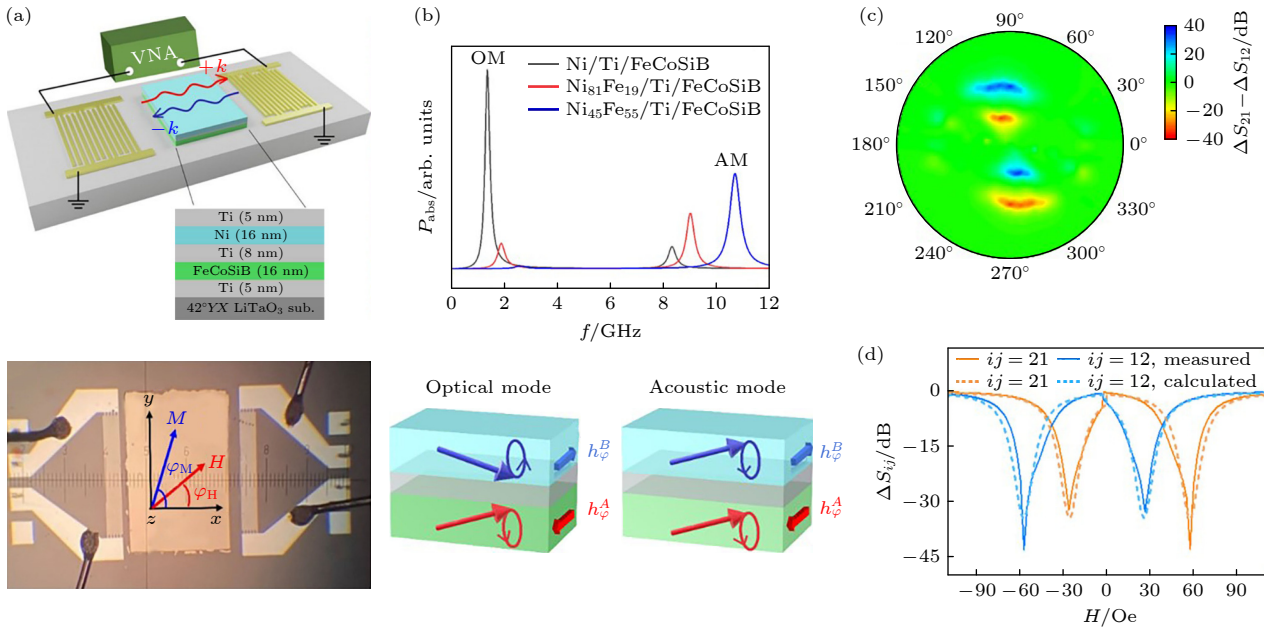 (a)
VNA
+k
−k
Ti (5 nm)
Ni (16 nm)
Ti (8 nm)
FeCoSiB (16 nm)
Ti (5 nm)
42°YX LiTaO₃ sub.
y
M
H
φM
φH
z
x
(b)
OM
Ni/Ti/FeCoSiB
Ni₈₁Fe₁₉/Ti/FeCoSiB
Ni₄₅Fe₅₅/Ti/FeCoSiB
AM
Pabs/arb. units
0 2 4 6 8 10 12
f/GHz
Optical mode
Acoustic mode
hφB
hφA
hφB
hφA
(c)
90°
120° 60°
150° 30°
180° 0°
210° 330°
240° 300°
270°
40
20
0
−20
−40
ΔS₂₁−ΔS₁₂/dB
(d)
ij=21 ij=12, measured
ij=21 ij=12, calculated
0
−15
−30
−45
ΔSij/dB
−90 −60 −30 0 30 60 90
H/Oe